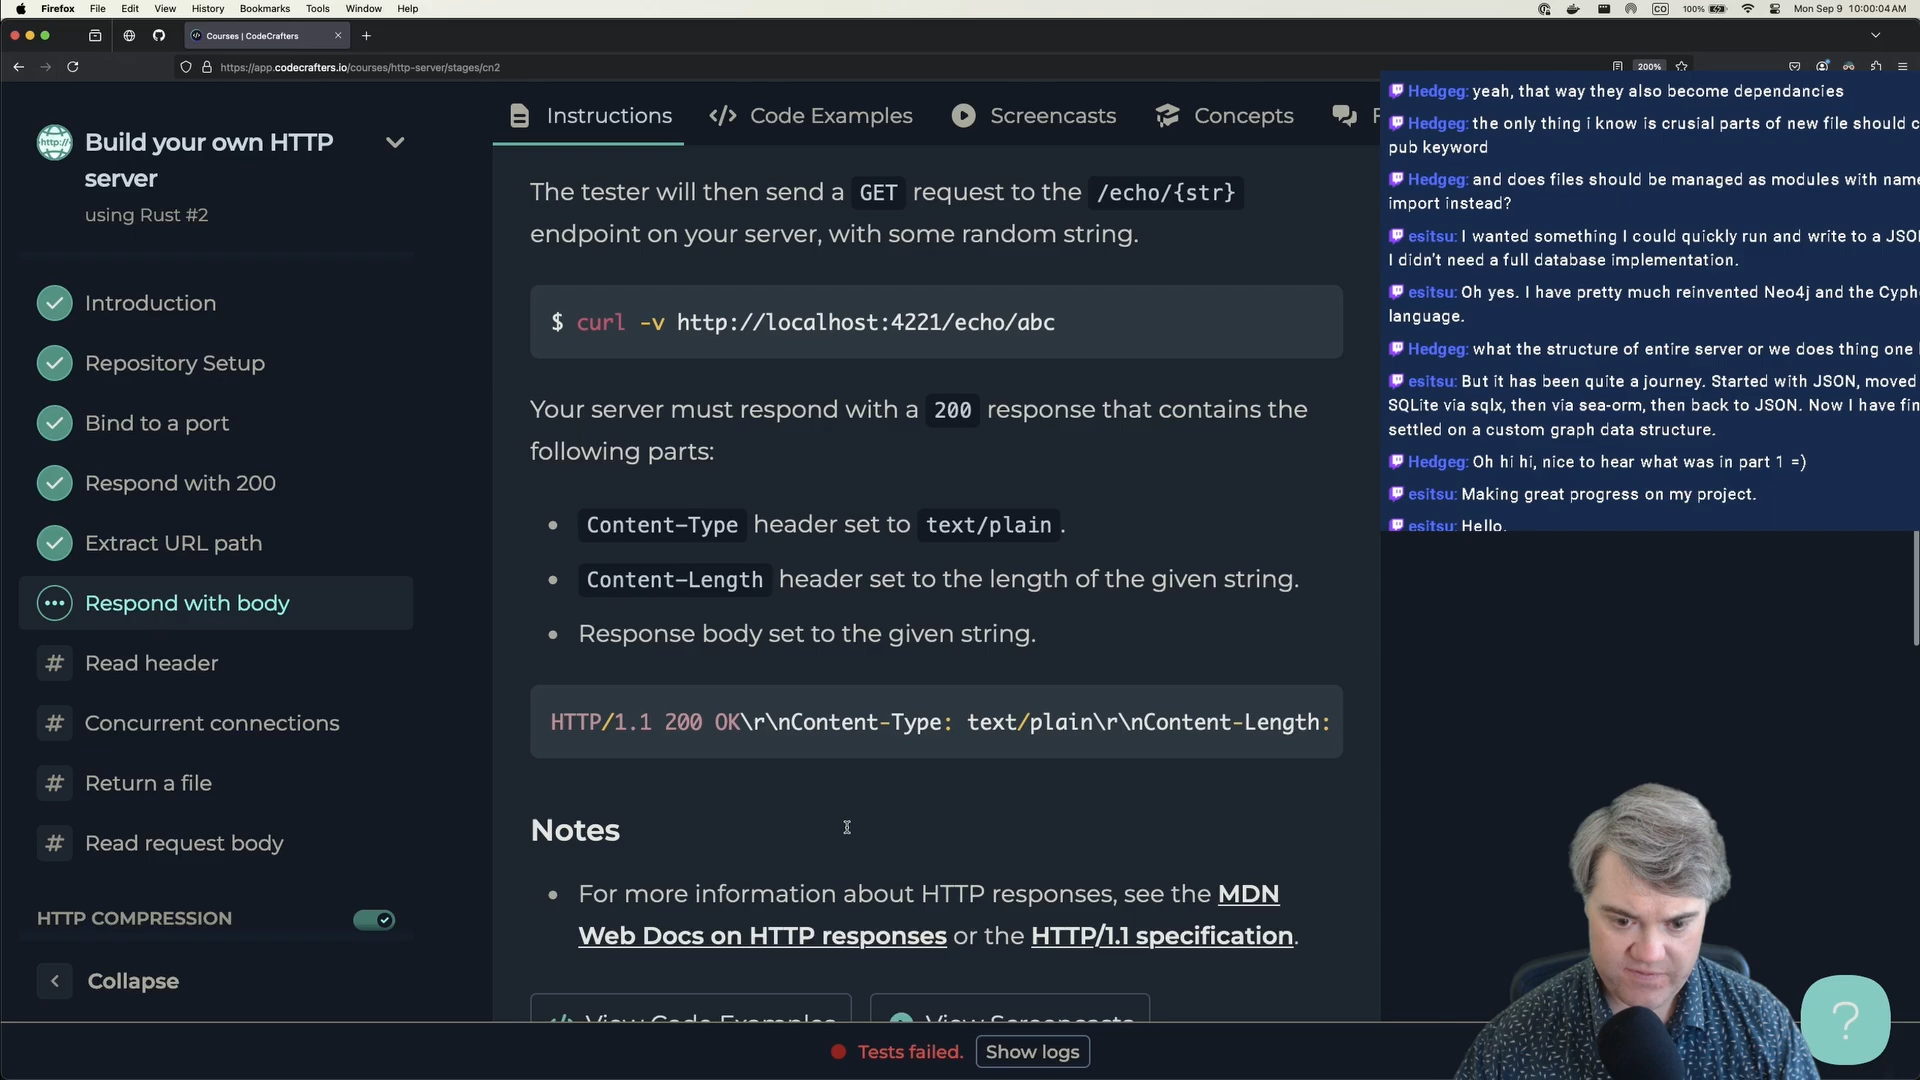 Firefox File Edit View History Bookmarks Tools Window Help
100% Mon Sep 9 10:00:04 AM
Courses | CodeCrafters
https://app.codecrafters.io/courses/http-server/stages/cn2
200%
Build your own HTTP
server
using Rust #2
Introduction
Repository Setup
Bind to a port
Respond with 200
Extract URL path
Respond with body
# Read header
# Concurrent connections
# Return a file
# Read request body
HTTP COMPRESSION
Collapse
Instructions
Code Examples
Screencasts
Concepts
F
The tester will then send a GET request to the /echo/{str}
endpoint on your server, with some random string.
$ curl -v http://localhost:4221/echo/abc
Your server must respond with a 200 response that contains the
following parts:
Content-Type header set to text/plain.
Content-Length header set to the length of the given string.
Response body set to the given string.
HTTP/1.1 200 OK\r\nContent-Type: text/plain\r\nContent-Length:
Notes
For more information about HTTP responses, see the MDN
Web Docs on HTTP responses or the HTTP/1.1 specification.
View Code Examples
View Screencasts
Tests failed. Show logs
Hedgeg: yeah, that way they also become dependancies
Hedgeg: the only thing i know is crusial parts of new file should c
pub keyword
Hedgeg: and does files should be managed as modules with name
import instead?
esitsu: I wanted something I could quickly run and write to a JSO
I didn't need a full database implementation.
esitsu: Oh yes. I have pretty much reinvented Neo4j and the Cyph
language.
Hedgeg: what the structure of entire server or we does thing one
esitsu: But it has been quite a journey. Started with JSON, moved
SQLite via sqlx, then via sea-orm, then back to JSON. Now I have fin
settled on a custom graph data structure.
Hedgeg: Oh hi hi, nice to hear what was in part 1 =)
esitsu: Making great progress on my project.
esitsu: Hello.
?